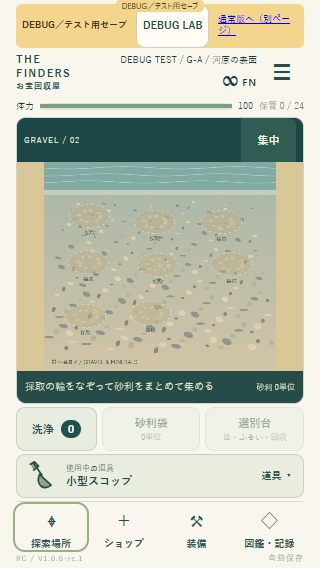 DEBUG／テスト用セーブ
DEBUG／テスト用セーブ
DEBUG LAB
通常版へ（別ページ）
THE FINDERS
お宝回収屋
DEBUG TEST / G-A / 河原の表面
∞ FN
体力
100
保管 0 / 24
GRAVEL / 02
集中
GRAVEL & MINERALS
採取の輪をなぞって砂利をまとめて集める
砂利 0単位
洗浄 0
砂利袋
0単位
選別台
皿・ふるい・回収
使用中の道具
小型スコップ
道具
探索場所
ショップ
装備
図鑑・記録
RC / V1.0.0-rc.1
自動保存